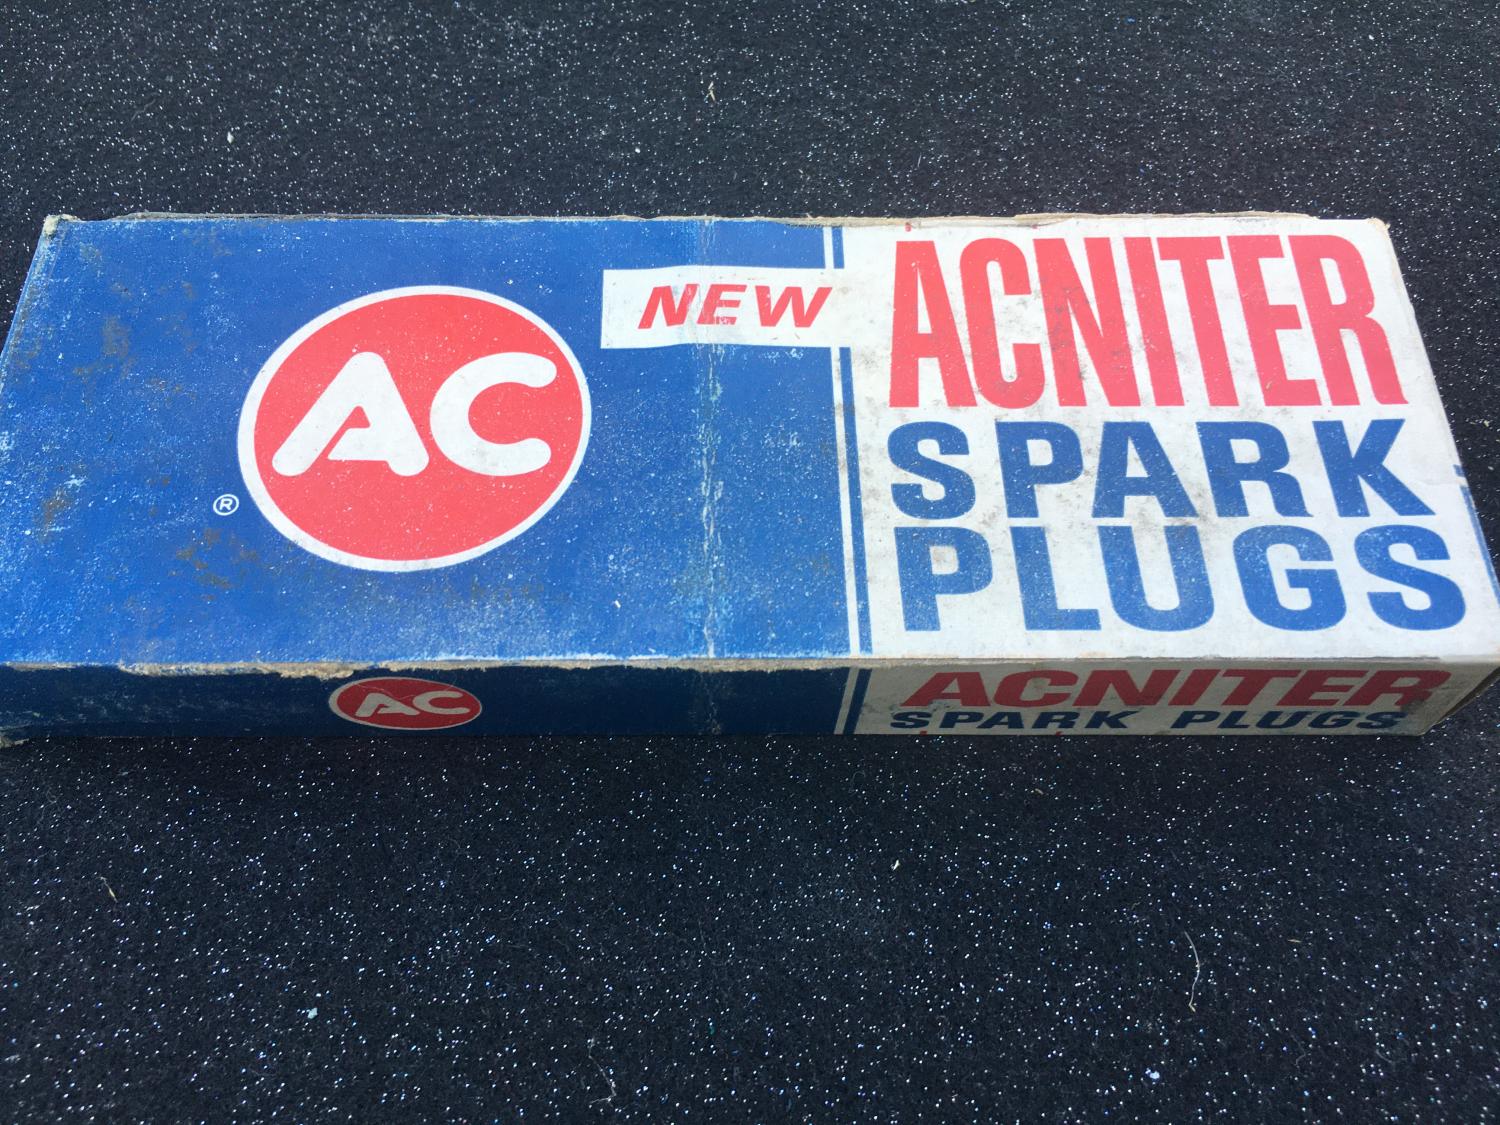 AC
®
NEW
ACNITER
SPARK
PLUGS
AC
ACNITER
SPARK PLUGS